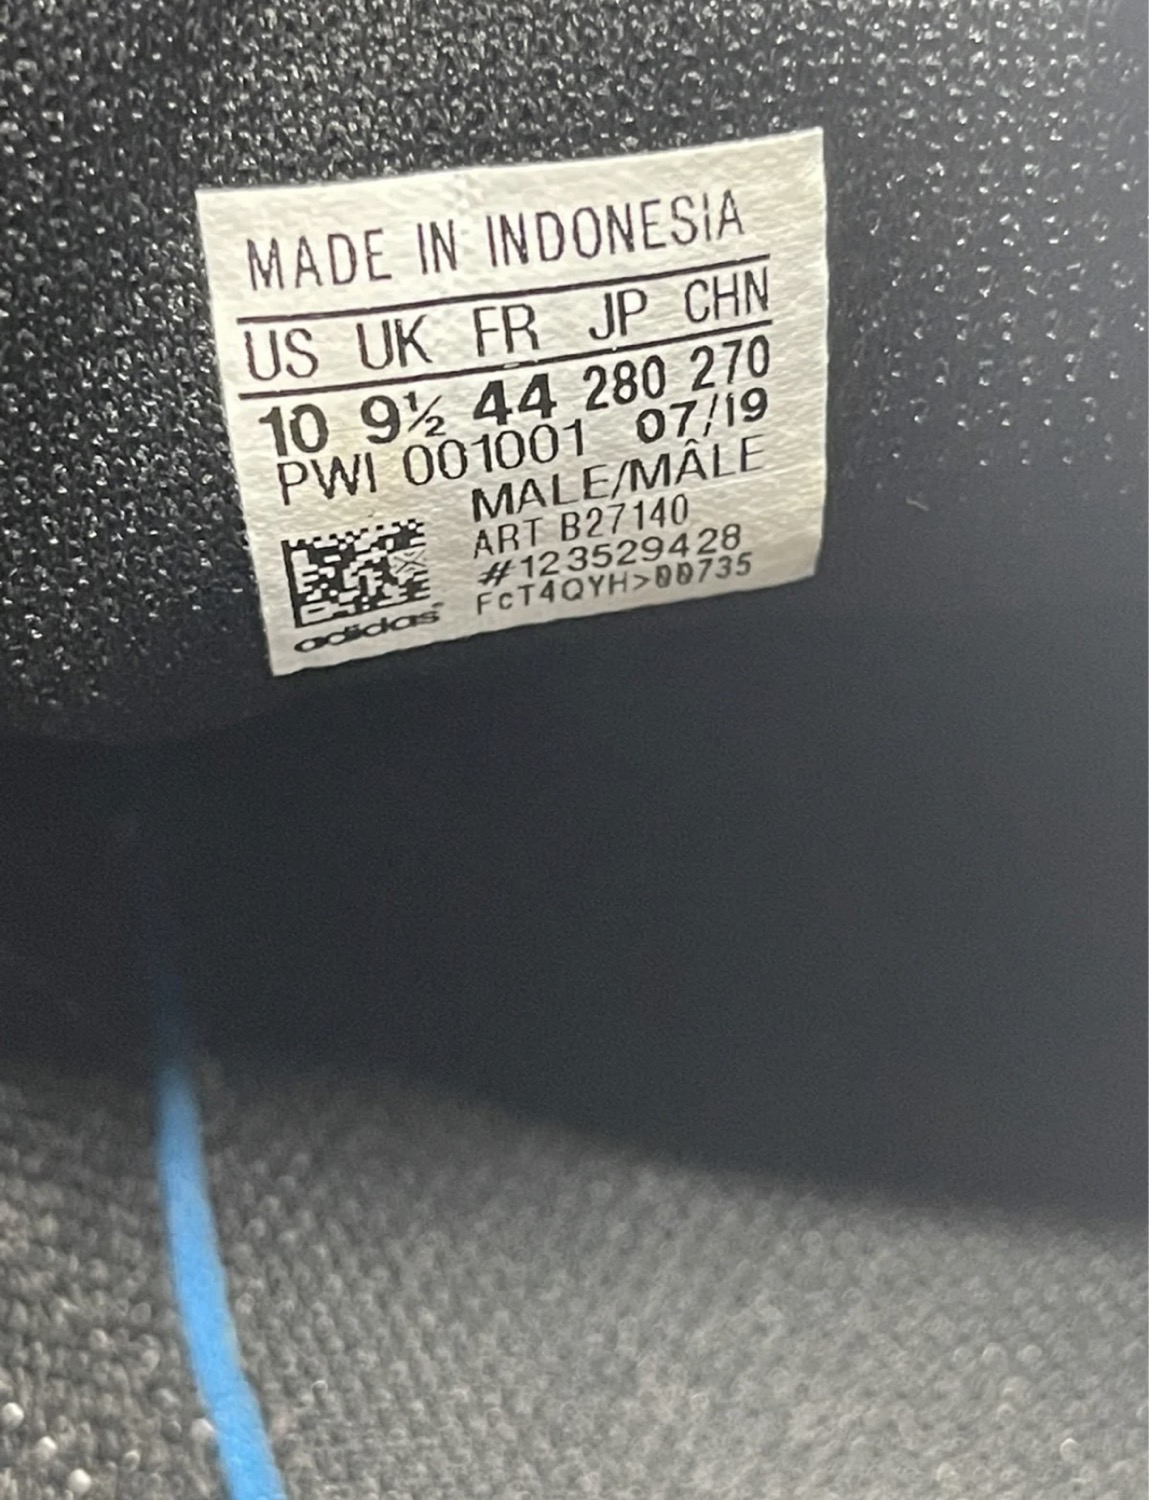 MADE IN INDONESIA
US UK FR JP CHN
10 9½ 44 280 270
PWI 001001 07/19
MALE/MÂLE
ART B27140
#123529428
FcT4QYH>00735
adidas